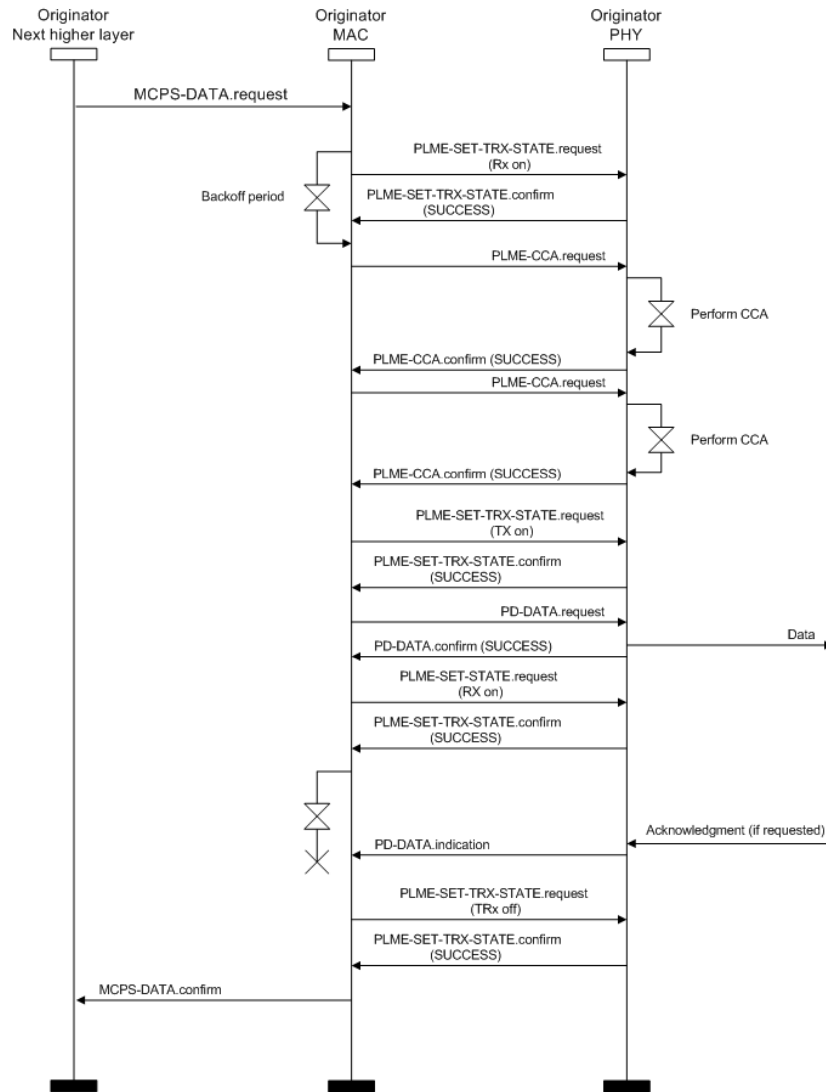 Originator
Next higher layer
Originator
MAC
Originator
PHY
MCPS-DATA.request
PLME-SET-TRX-STATE.request
(Rx on)
Backoff period
PLME-SET-TRX-STATE.confirm
(SUCCESS)
PLME-CCA.request
Perform CCA
PLME-CCA.confirm (SUCCESS)
PLME-CCA.request
Perform CCA
PLME-CCA.confirm (SUCCESS)
PLME-SET-TRX-STATE.request
(TX on)
PLME-SET-TRX-STATE.confirm
(SUCCESS)
PD-DATA.request
Data
PD-DATA.confirm (SUCCESS)
PLME-SET-STATE.request
(RX on)
PLME-SET-TRX-STATE.confirm
(SUCCESS)
Acknowledgment (if requested)
PD-DATA.indication
PLME-SET-TRX-STATE.request
(TRx off)
PLME-SET-TRX-STATE.confirm
(SUCCESS)
MCPS-DATA.confirm